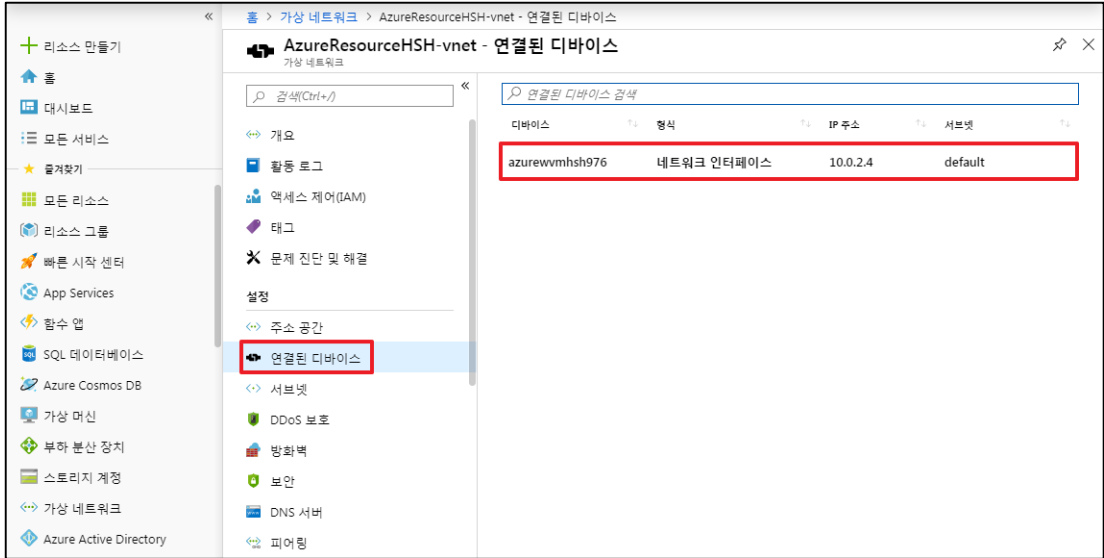 «
홈 > 가상 네트워크 > AzureResourceHSH-vnet - 연결된 디바이스
리소스 만들기
홈
대시보드
모든 서비스
즐겨찾기
모든 리소스
리소스 그룹
빠른 시작 센터
App Services
함수 앱
SQL 데이터베이스
Azure Cosmos DB
가상 머신
부하 분산 장치
스토리지 계정
가상 네트워크
Azure Active Directory
AzureResourceHSH-vnet - 연결된 디바이스
가상 네트워크
검색(Ctrl+/)
«
개요
활동 로그
액세스 제어(IAM)
태그
문제 진단 및 해결
설정
주소 공간
연결된 디바이스
서브넷
DDoS 보호
방화벽
보안
DNS 서버
피어링
연결된 디바이스 검색
디바이스 ↑↓ 형식 ↑↓ IP 주소 ↑↓ 서브넷 ↑↓
azurewvmhsh976 네트워크 인터페이스 10.0.2.4 default